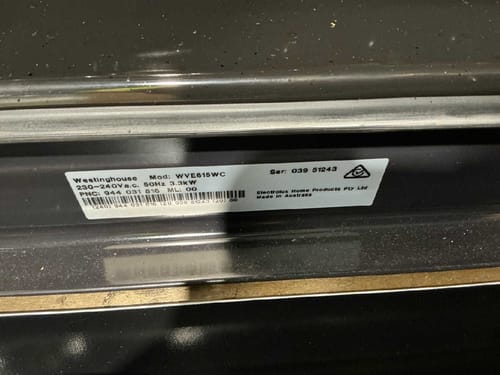 Westinghouse Mod: WVE615WC Ser: 039 51243
230-240Va.c. 50Hz 3.3kW
PNC: 944 031 816 ML: 00
Electrolux Home Products Pty Ltd
Made in Australia